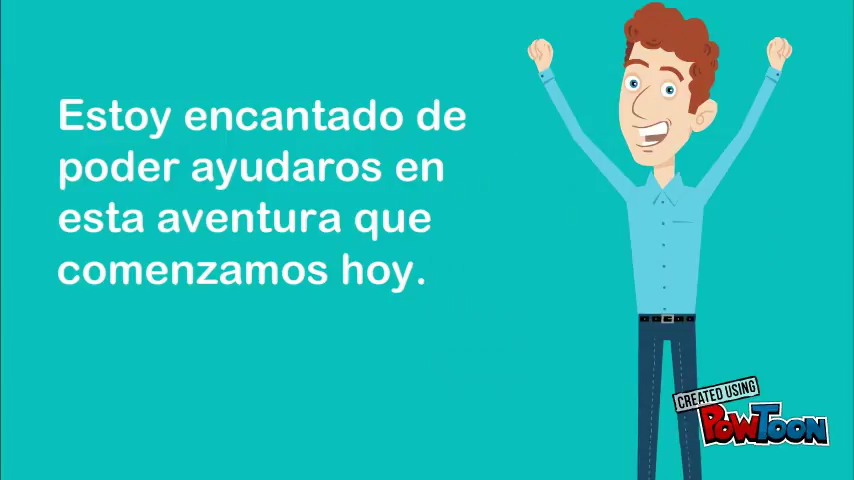 Estoy encantado de
poder ayudaros en
esta aventura que
comenzamos hoy.
CREATED USING
POWTOON